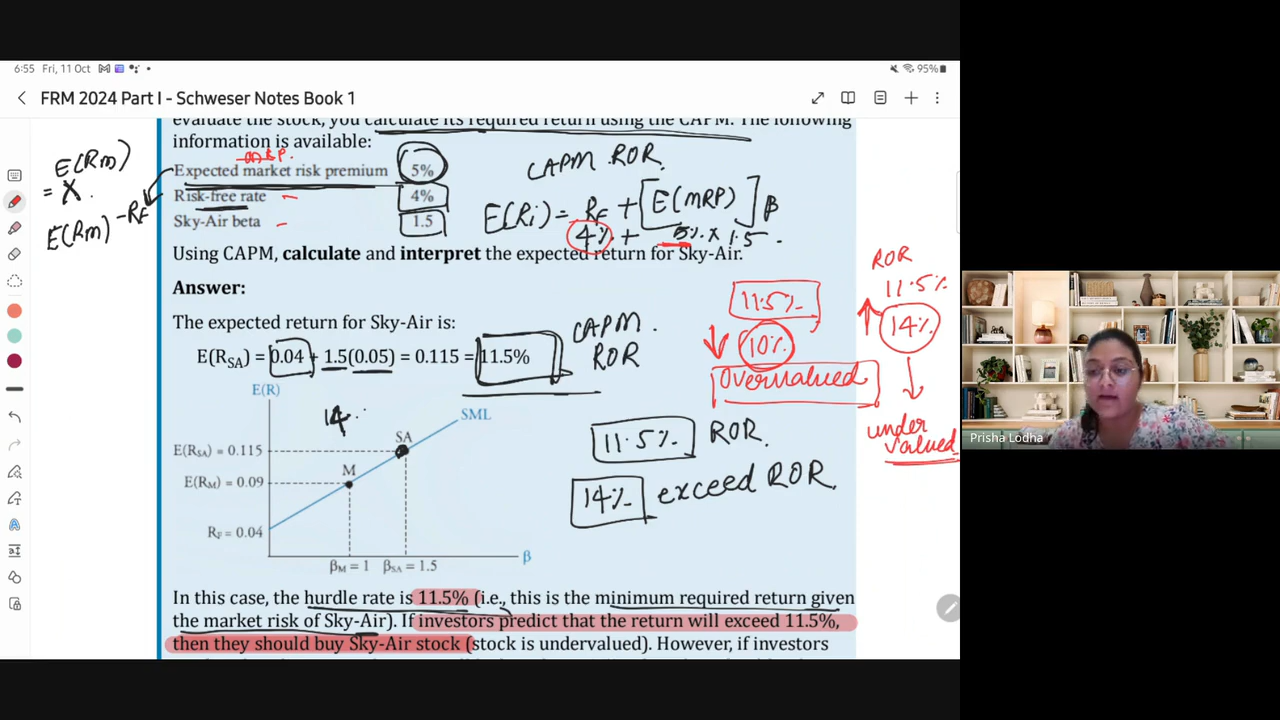 6:55 Fri, 11 Oct
95%
FRM 2024 Part I - Schweser Notes Book 1
evaluate the stock, you calculate its required return using the CAPM. The following
information is available:
Expected market risk premium 5%
Risk-free rate 4%
Sky-Air beta 1.5
E(Rm)
= X.
E(Rm) - RF
CAPM ROR.
E(Ri) = RF + [E(MRP)] β
4% + 5% x 1.5.
Using CAPM, calculate and interpret the expected return for Sky-Air.
Answer:
The expected return for Sky-Air is:
E(RSA) = 0.04 + 1.5(0.05) = 0.115 = 11.5%
CAPM.
ROR
11.5%
10%
Overvalued
ROR
11.5%
14%
under
valued
E(R)
14.
SML
SA
E(RSA) = 0.115
M
E(RM) = 0.09
RF = 0.04
βM = 1 βSA = 1.5
β
11.5% ROR.
14% exceed ROR.
In this case, the hurdle rate is 11.5% (i.e., this is the minimum required return given
the market risk of Sky-Air). If investors predict that the return will exceed 11.5%,
then they should buy Sky-Air stock (stock is undervalued). However, if investors
Prisha Lodha